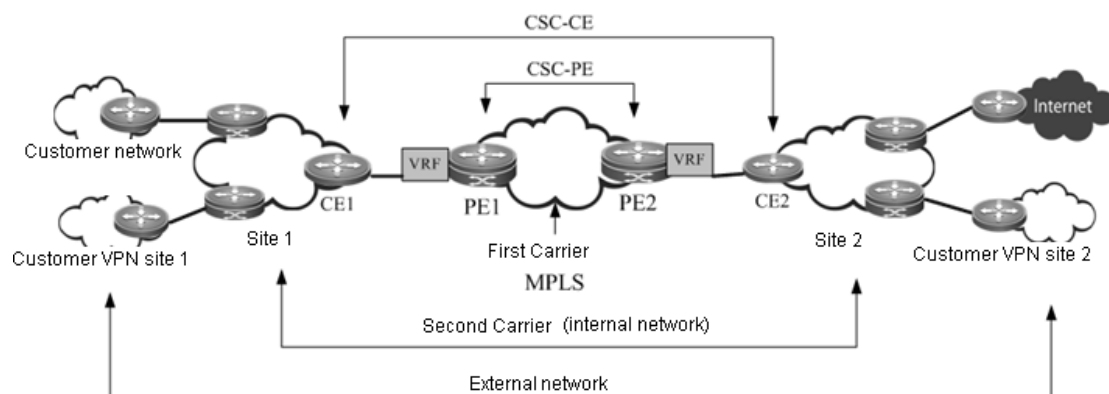 CSC-CE
CSC-PE
Internet
Customer network
VRF
VRF
CE1
PE1
PE2
CE2
Site 1
Site 2
Customer VPN site 1
First Carrier
Customer VPN site 2
MPLS
Second Carrier (internal network)
External network